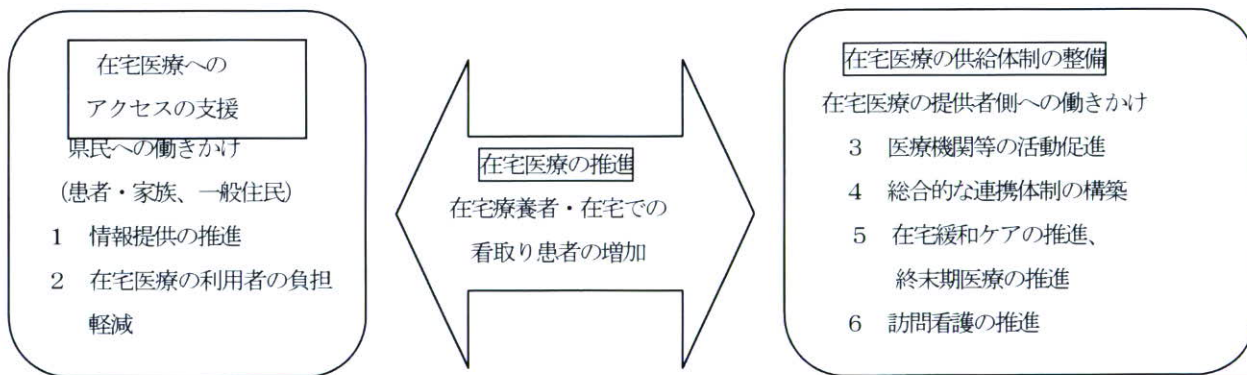 在宅医療への
アクセスの支援
県民への働きかけ
(患者・家族、一般住民)
1 情報提供の推進
2 在宅医療の利用者の負担
軽減
在宅医療の推進
在宅療養者・在宅での
看取り患者の増加
在宅医療の供給体制の整備
在宅医療の提供者側への働きかけ
3 医療機関等の活動促進
4 総合的な連携体制の構築
5 在宅緩和ケアの推進、
終末期医療の推進
6 訪問看護の推進